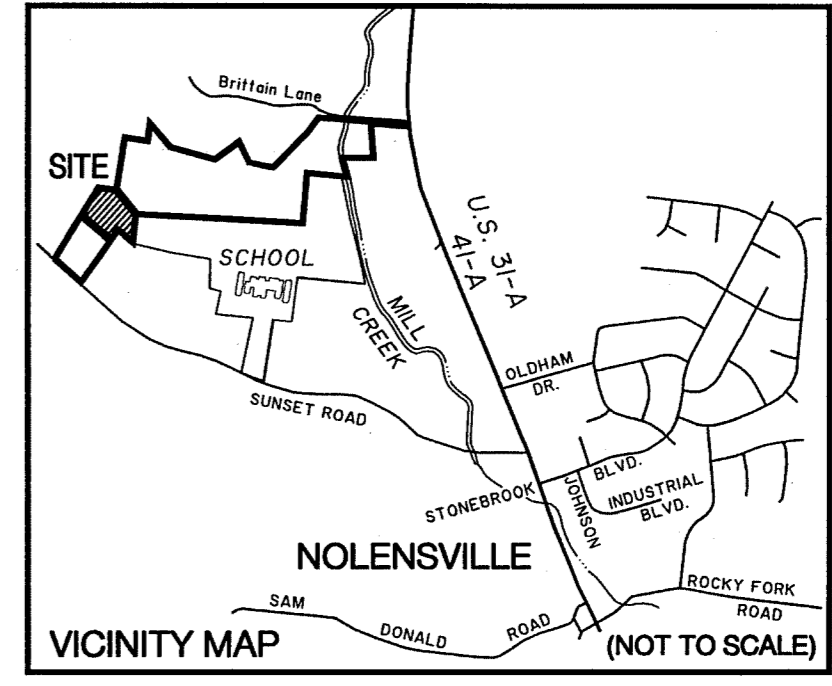 Brittain Lane
SITE
U.S. 31-A
41-A
SCHOOL
MILL
CREEK
OLDHAM
DR.
SUNSET ROAD
STONEBROOK BLVD.
JOHNSON
INDUSTRIAL
BLVD.
NOLENSVILLE
ROCKY FORK
ROAD
SAM DONALD ROAD
VICINITY MAP
(NOT TO SCALE)